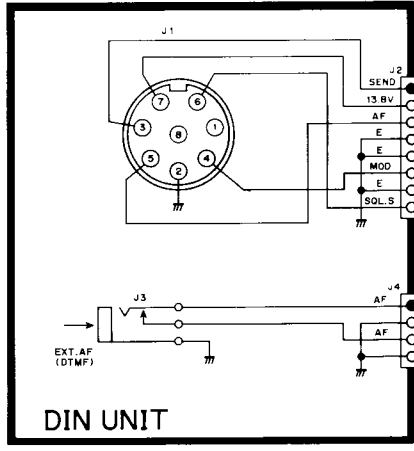 J1
J2
SEND
13.8V
AF
E
E
MOD
E
SQL.S
7
6
3
8
1
5
4
2
J4
AF
J3
AF
EXT.AF
(DTMF)
DIN UNIT